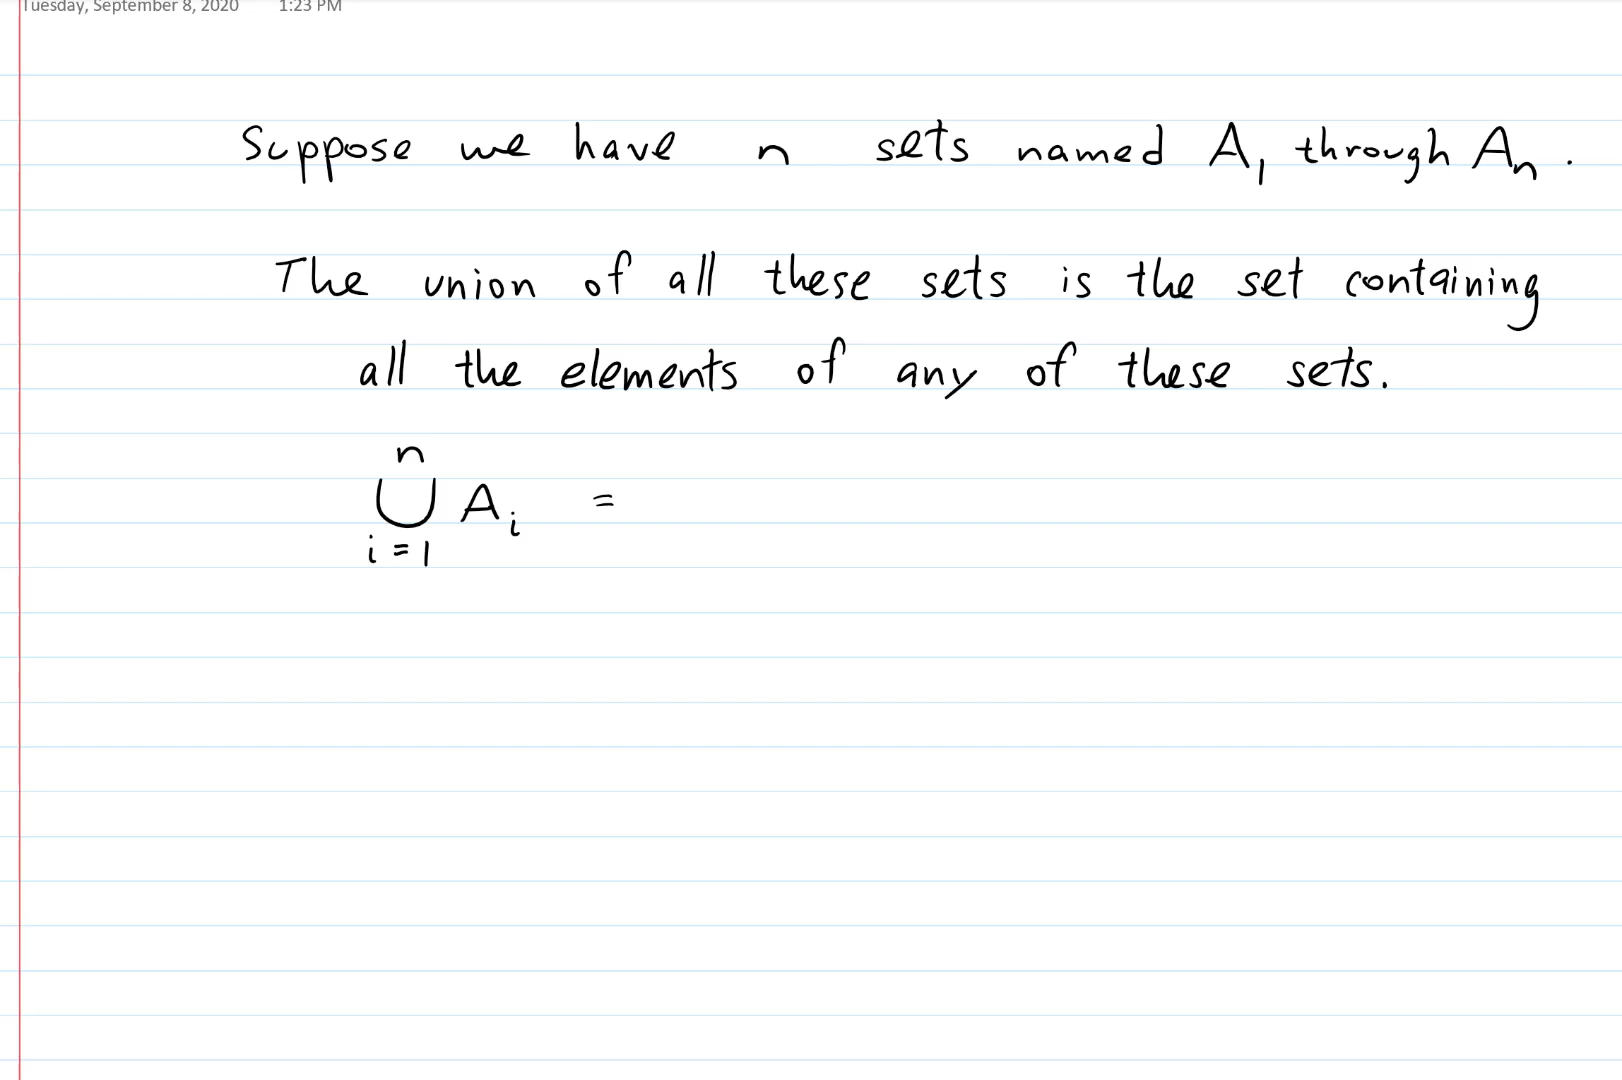 Tuesday, September 8, 2020 1:23 PM
Suppose we have n sets named A₁ through Aₙ.
The union of all these sets is the set containing
all the elements of any of these sets.
n
⋃ Aᵢ =
i = 1